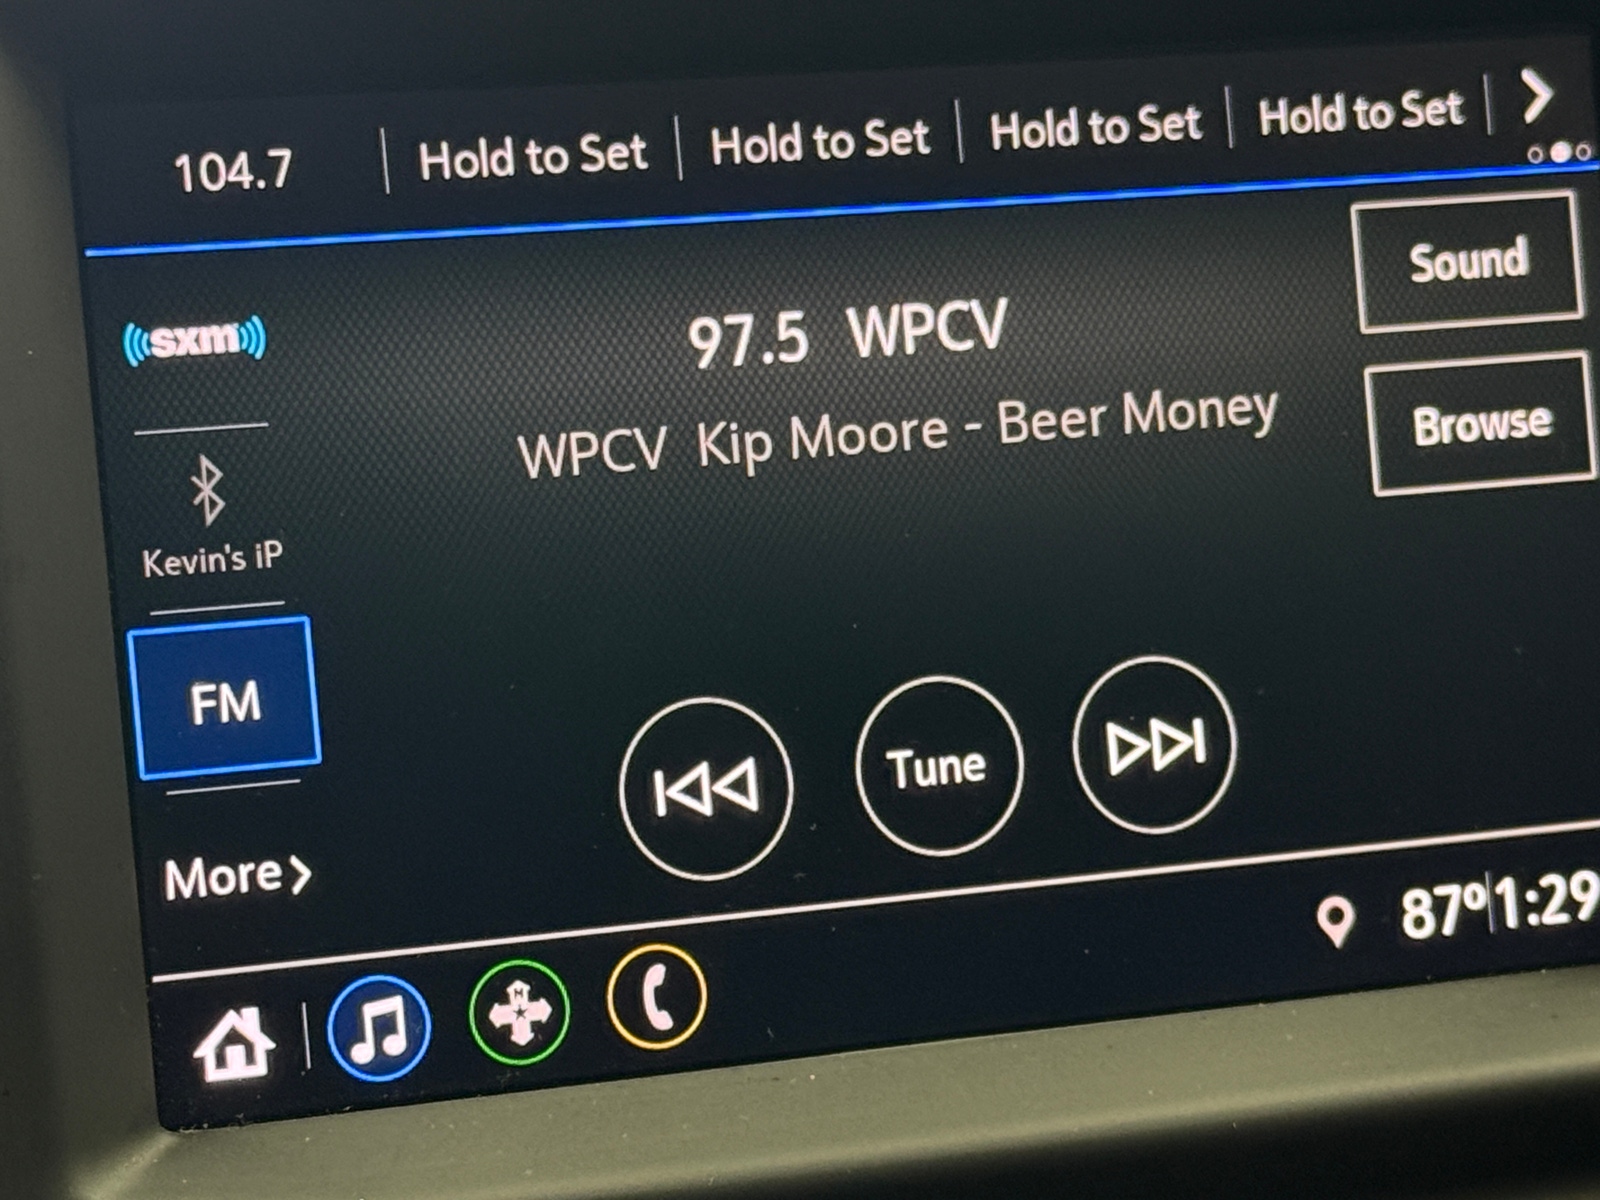 104.7 Hold to Set Hold to Set Hold to Set Hold to Set
Sound
sxm
97.5 WPCV
Browse
WPCV Kip Moore - Beer Money
Kevin's iP
FM
Tune
More
87° 1:29
N